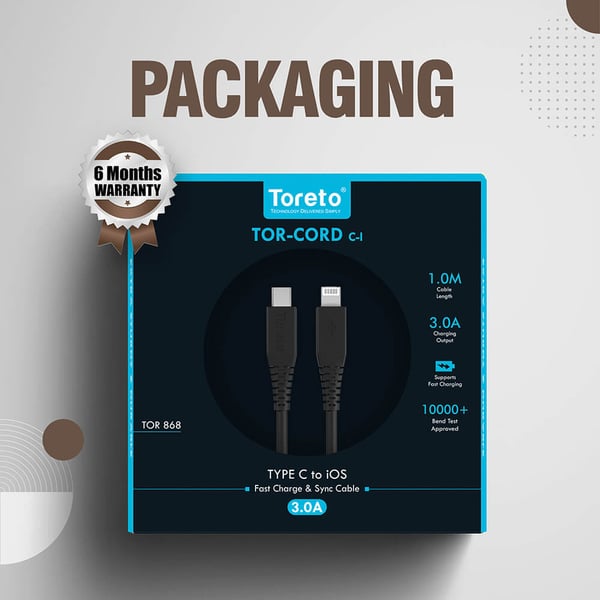 PACKAGING
6 Months
WARRANTY
Toreto®
TECHNOLOGY DELIVERED SIMPLY
TOR-CORD C-I
1.0M
Cable
Length
3.0A
Charging
Output
Supports
Fast Charging
10000+
Bend Test
Approved
Toreto
TOR 868
TYPE C to iOS
Fast Charge & Sync Cable
3.0A